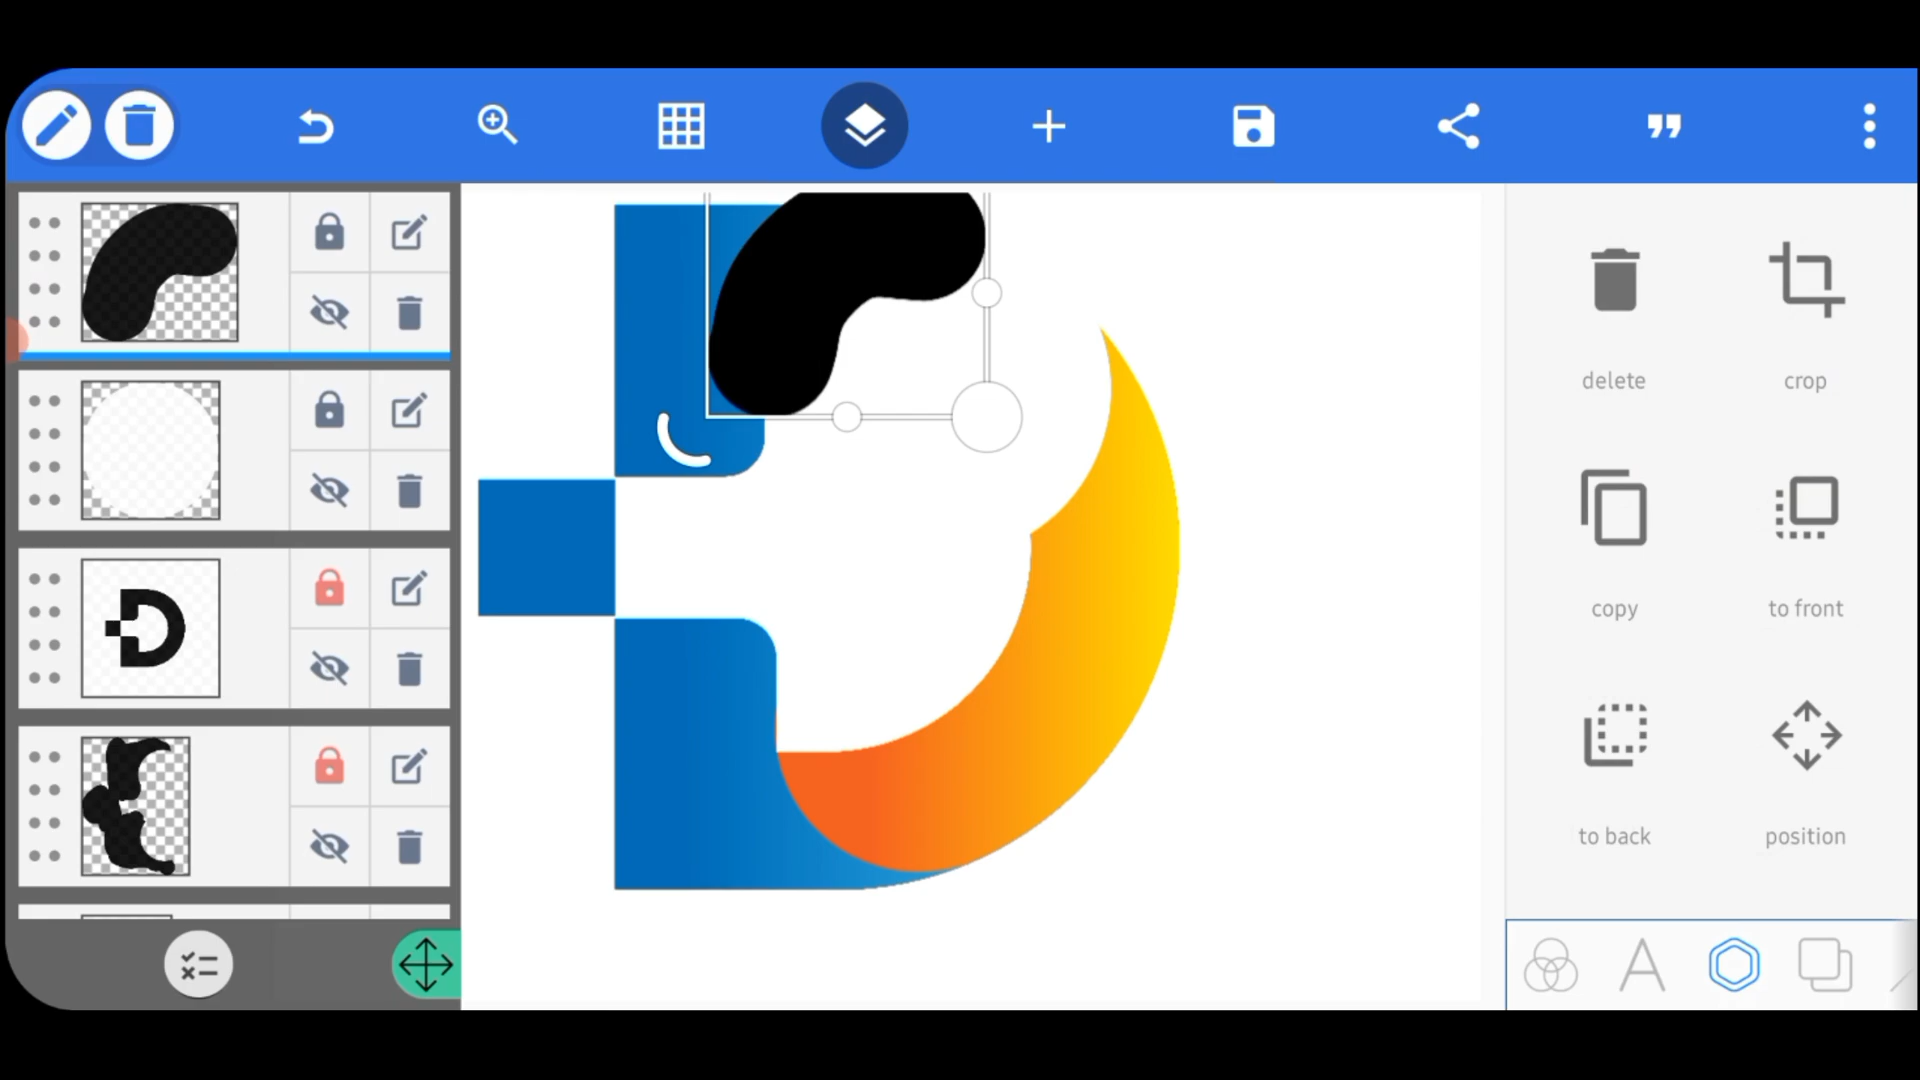 delete
crop
copy
to front
to back
position